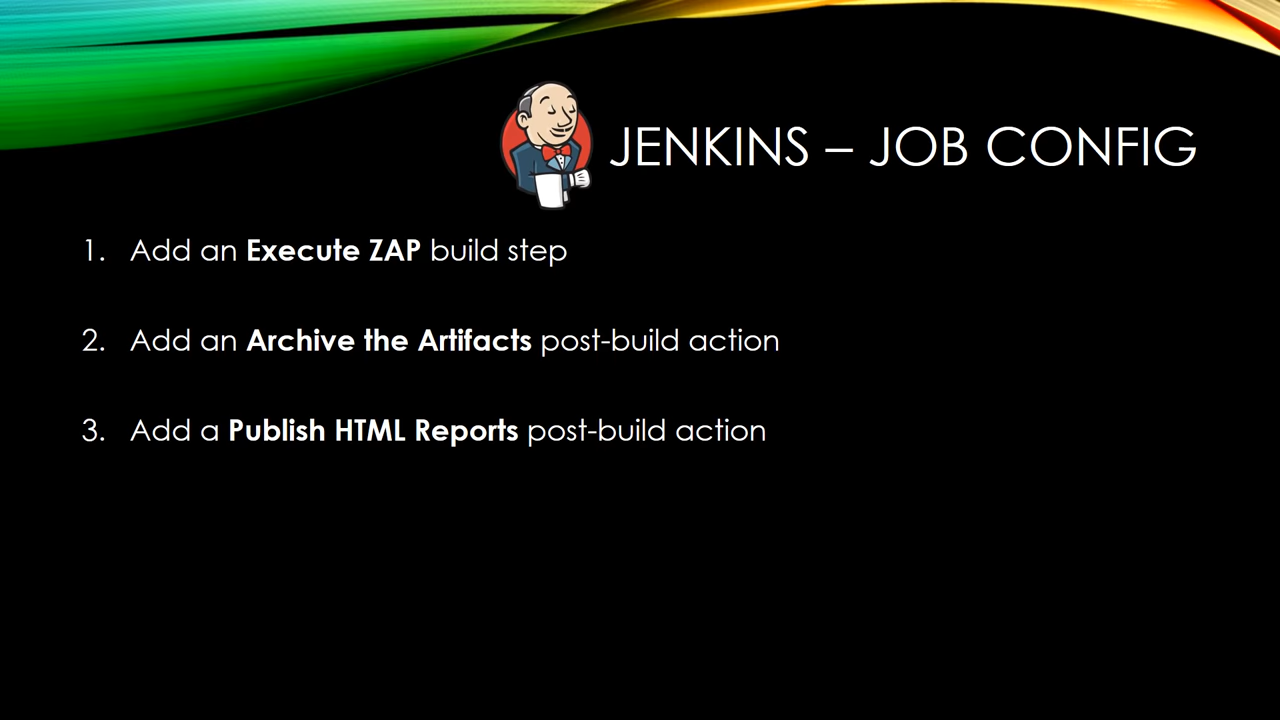 JENKINS – JOB CONFIG
1. Add an Execute ZAP build step
2. Add an Archive the Artifacts post-build action
3. Add a Publish HTML Reports post-build action